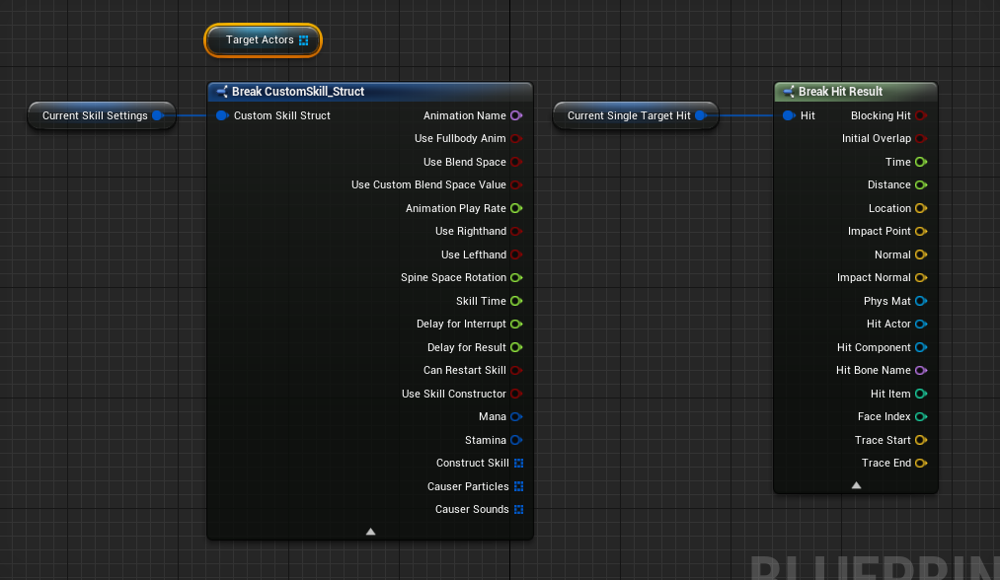 Target Actors
Current Skill Settings
Break CustomSkill_Struct
Custom Skill Struct
Animation Name
Use Fullbody Anim
Use Blend Space
Use Custom Blend Space Value
Animation Play Rate
Use Righthand
Use Lefthand
Spine Space Rotation
Skill Time
Delay for Interrupt
Delay for Result
Can Restart Skill
Use Skill Constructor
Mana
Stamina
Construct Skill
Causer Particles
Causer Sounds
Current Single Target Hit
Break Hit Result
Hit
Blocking Hit
Initial Overlap
Time
Distance
Location
Impact Point
Normal
Impact Normal
Phys Mat
Hit Actor
Hit Component
Hit Bone Name
Hit Item
Face Index
Trace Start
Trace End
BLUEPRIN